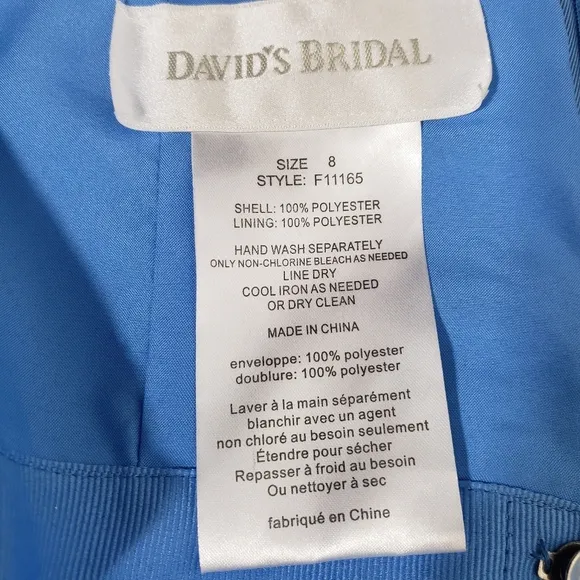 DAVID'S BRIDAL
SIZE 8
STYLE: F11165
SHELL: 100% POLYESTER
LINING: 100% POLYESTER
HAND WASH SEPARATELY
ONLY NON-CHLORINE BLEACH AS NEEDED
LINE DRY
COOL IRON AS NEEDED
OR DRY CLEAN
MADE IN CHINA
enveloppe: 100% polyester
doublure: 100% polyester
Laver à la main séparément
blanchir avec un agent
non chloré au besoin seulement
Étendre pour sécher
Repasser à froid au besoin
Ou nettoyer à sec
fabriqué en Chine